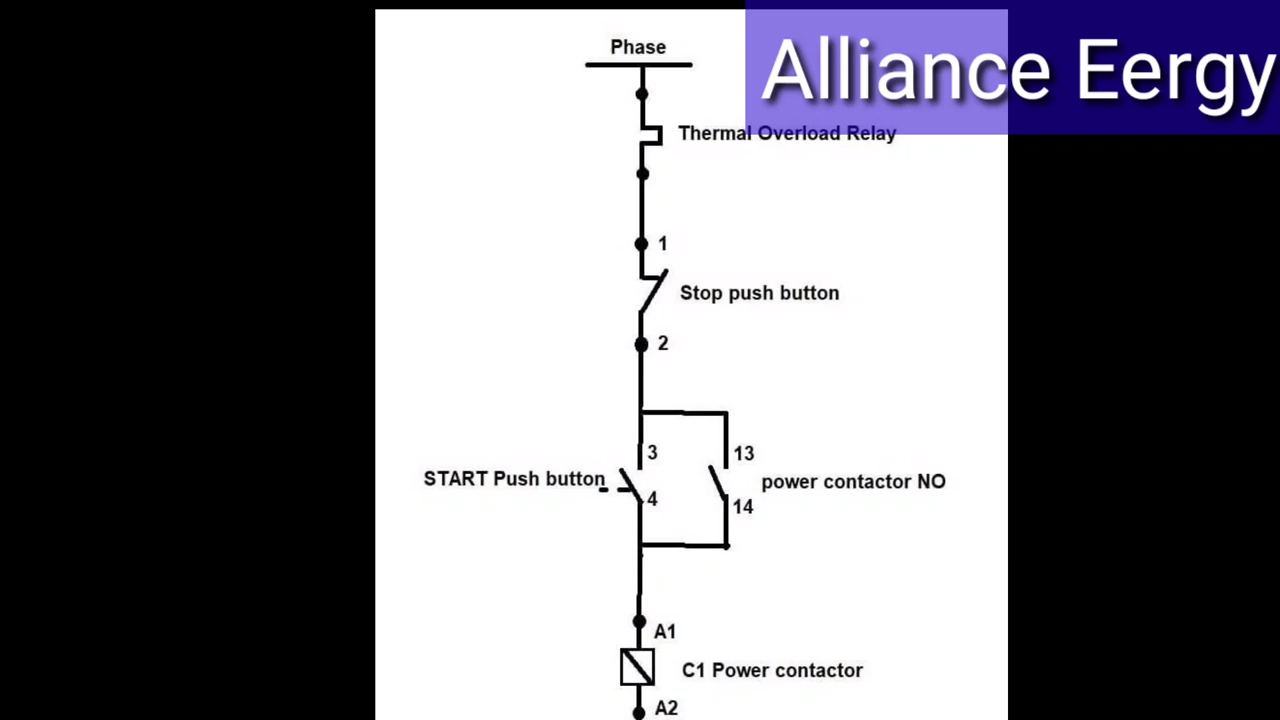 Phase
Alliance Eergy
Thermal Overload Relay
1
Stop push button
2
3
13
START Push button
power contactor NO
4
14
A1
C1 Power contactor
A2